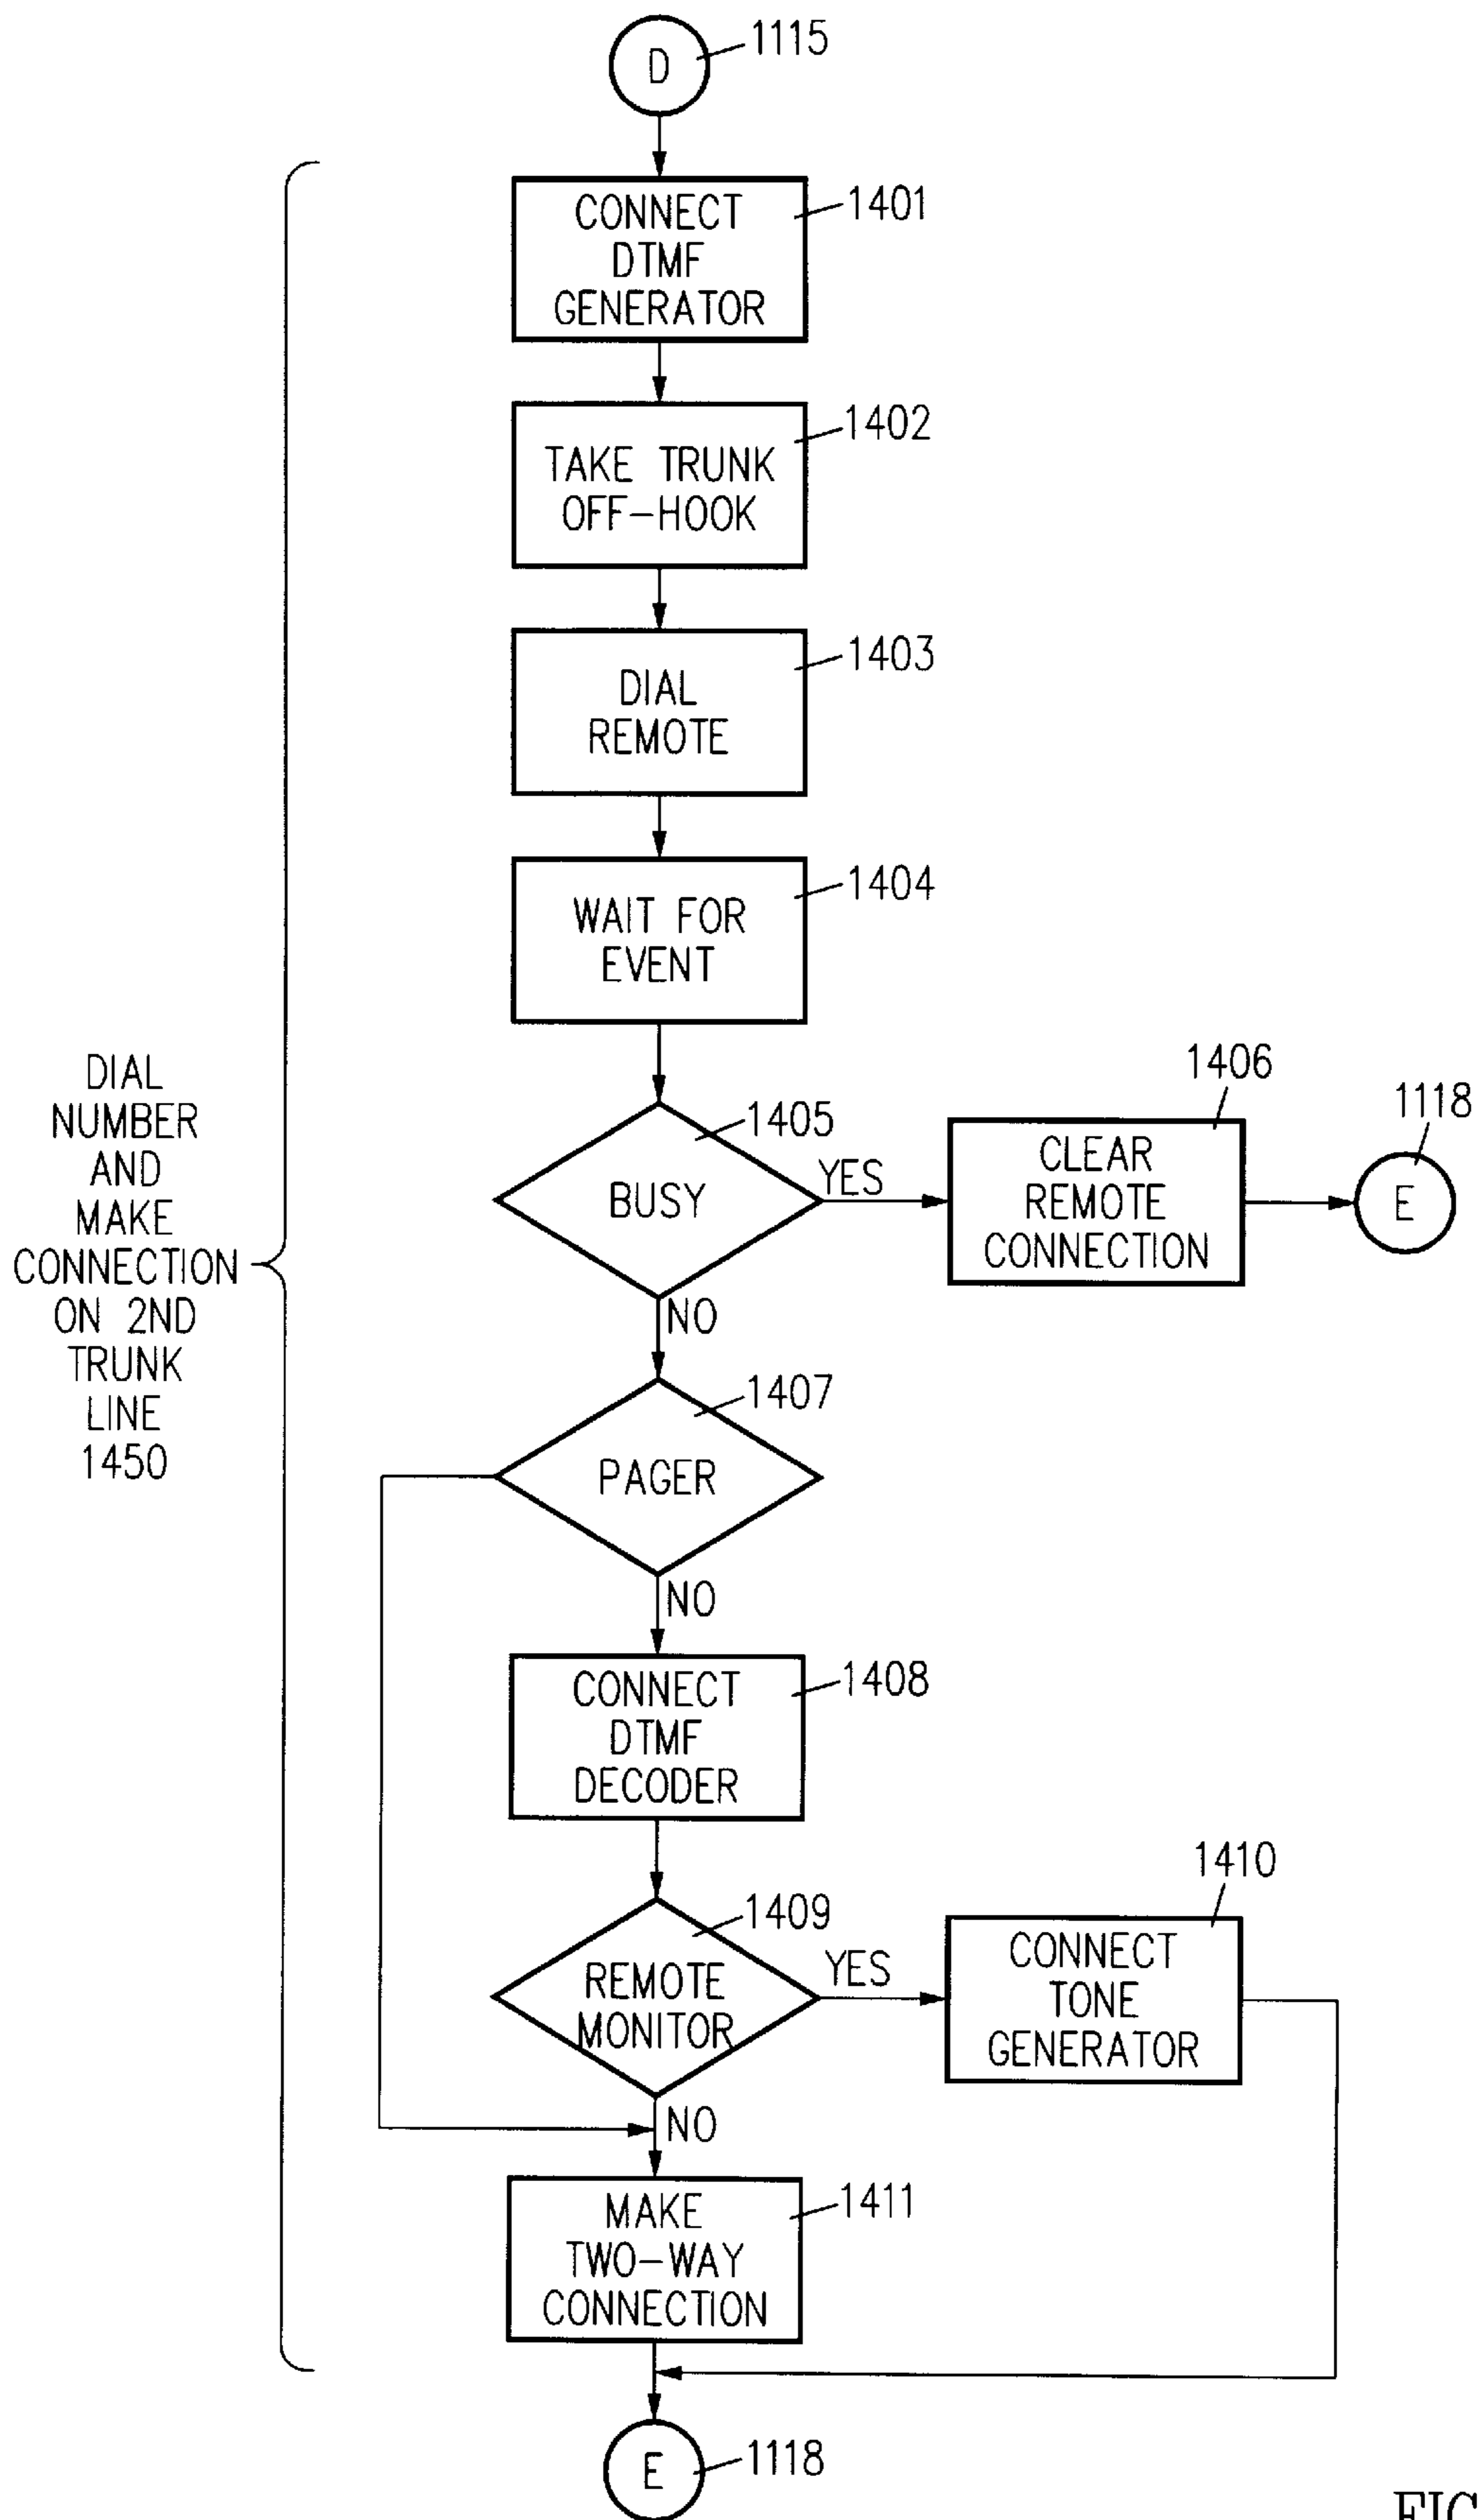 D
1115
CONNECT
DTMF
GENERATOR
1401
TAKE TRUNK
OFF-HOOK
1402
DIAL
REMOTE
1403
WAIT FOR
EVENT
1404
DIAL
NUMBER
AND
MAKE
CONNECTION
ON 2ND
TRUNK
LINE
1450
BUSY
1405
YES
CLEAR
REMOTE
CONNECTION
1406
E
1118
NO
PAGER
1407
NO
CONNECT
DTMF
DECODER
1408
REMOTE
MONITOR
1409
YES
CONNECT
TONE
GENERATOR
1410
NO
MAKE
TWO-WAY
CONNECTION
1411
E
1118
FIG